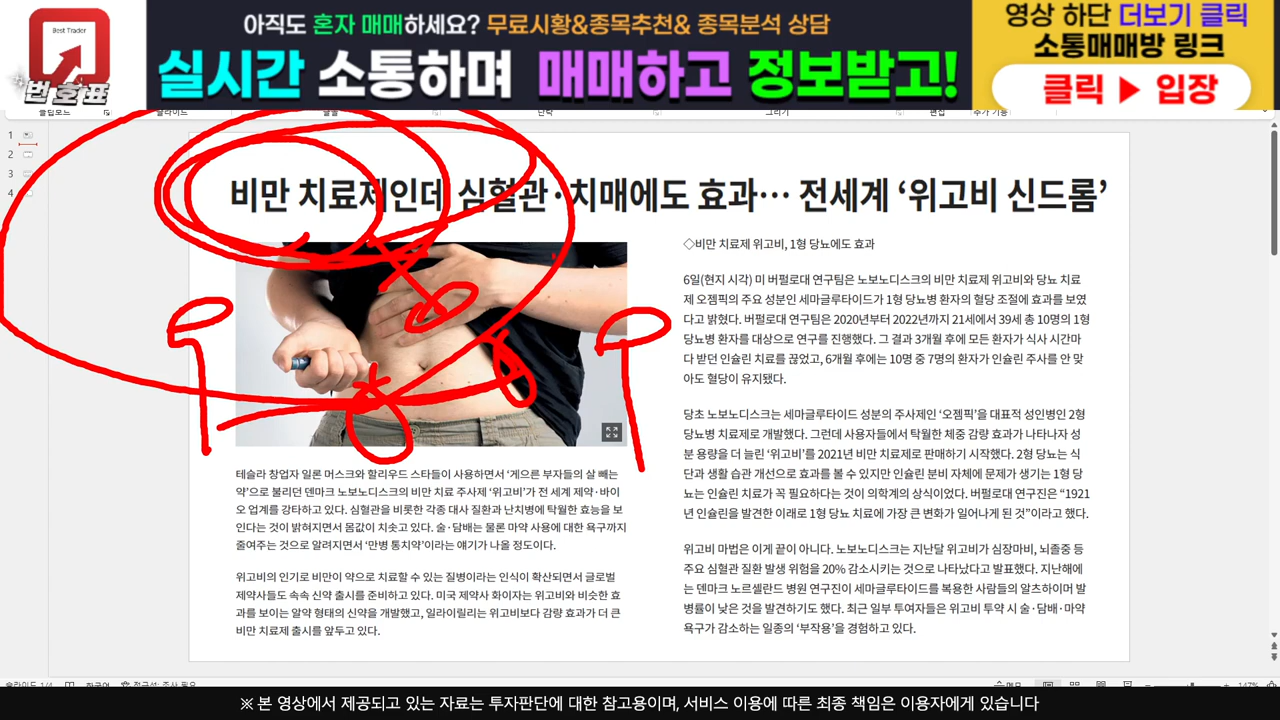 Best Trader
번호표
아직도 혼자 매매하세요? 무료시황&종목추천& 종목분석 상담
실시간 소통하며 매매하고 정보받고!
영상 하단 더보기 클릭
소통매매방 링크
클릭 ▶ 입장
클립보드
슬라이드
글꼴
단락
그리기
편집
추가 기능
1
2
3
4
비만 치료제인데 심혈관·치매에도 효과… 전세계 ‘위고비 신드롬’
테슬라 창업자 일론 머스크와 할리우드 스타들이 사용하면서 ‘게으른 부자들의 살 빼는
약’으로 불리던 덴마크 노보노디스크의 비만 치료 주사제 ‘위고비’가 전 세계 제약·바이
오 업계를 강타하고 있다. 심혈관을 비롯한 각종 대사 질환과 난치병에 탁월한 효능을 보
인다는 것이 밝혀지면서 몸값이 치솟고 있다. 술·담배는 물론 마약 사용에 대한 욕구까지
줄여주는 것으로 알려지면서 ‘만병 통치약’이라는 얘기가 나올 정도이다.
위고비의 인기로 비만이 약으로 치료할 수 있는 질병이라는 인식이 확산되면서 글로벌
제약사들도 속속 신약 출시를 준비하고 있다. 미국 제약사 화이자는 위고비와 비슷한 효
과를 보이는 알약 형태의 신약을 개발했고, 일라이릴리는 위고비보다 감량 효과가 더 큰
비만 치료제 출시를 앞두고 있다.
◇비만 치료제 위고비, 1형 당뇨에도 효과
6일(현지 시각) 미 버펄로대 연구팀은 노보노디스크의 비만 치료제 위고비와 당뇨 치료
제 오젬픽의 주요 성분인 세마글루타이드가 1형 당뇨병 환자의 혈당 조절에 효과를 보였
다고 밝혔다. 버펄로대 연구팀은 2020년부터 2022년까지 21세에서 39세 총 10명의 1형
당뇨병 환자를 대상으로 연구를 진행했다. 그 결과 3개월 후에 모든 환자가 식사 시간마
다 받던 인슐린 치료를 끊었고, 6개월 후에는 10명 중 7명의 환자가 인슐린 주사를 안 맞
아도 혈당이 유지됐다.
당초 노보노디스크는 세마글루타이드 성분의 주사제인 ‘오젬픽’을 대표적 성인병인 2형
당뇨병 치료제로 개발했다. 그런데 사용자들에서 탁월한 체중 감량 효과가 나타나자 성
분 용량을 더 늘린 ‘위고비’를 2021년 비만 치료제로 판매하기 시작했다. 2형 당뇨는 식
단과 생활 습관 개선으로 효과를 볼 수 있지만 인슐린 분비 자체에 문제가 생기는 1형 당
뇨는 인슐린 치료가 꼭 필요하다는 것이 의학계의 상식이었다. 버펄로대 연구진은 “1921
년 인슐린을 발견한 이래로 1형 당뇨 치료에 가장 큰 변화가 일어나게 된 것”이라고 했다.
위고비 마법은 이게 끝이 아니다. 노보노디스크는 지난달 위고비가 심장마비, 뇌졸중 등
주요 심혈관 질환 발생 위험을 20% 감소시키는 것으로 나타났다고 발표했다. 지난해에
는 덴마크 노르셸란드 병원 연구진이 세마글루타이드를 복용한 사람들의 알츠하이머 발
병률이 낮은 것을 발견하기도 했다. 최근 일부 투여자들은 위고비 투약 시 술·담배·마약
욕구가 감소하는 일종의 ‘부작용’을 경험하고 있다.
※ 본 영상에서 제공되고 있는 자료는 투자판단에 대한 참고용이며, 서비스 이용에 따른 최종 책임은 이용자에게 있습니다